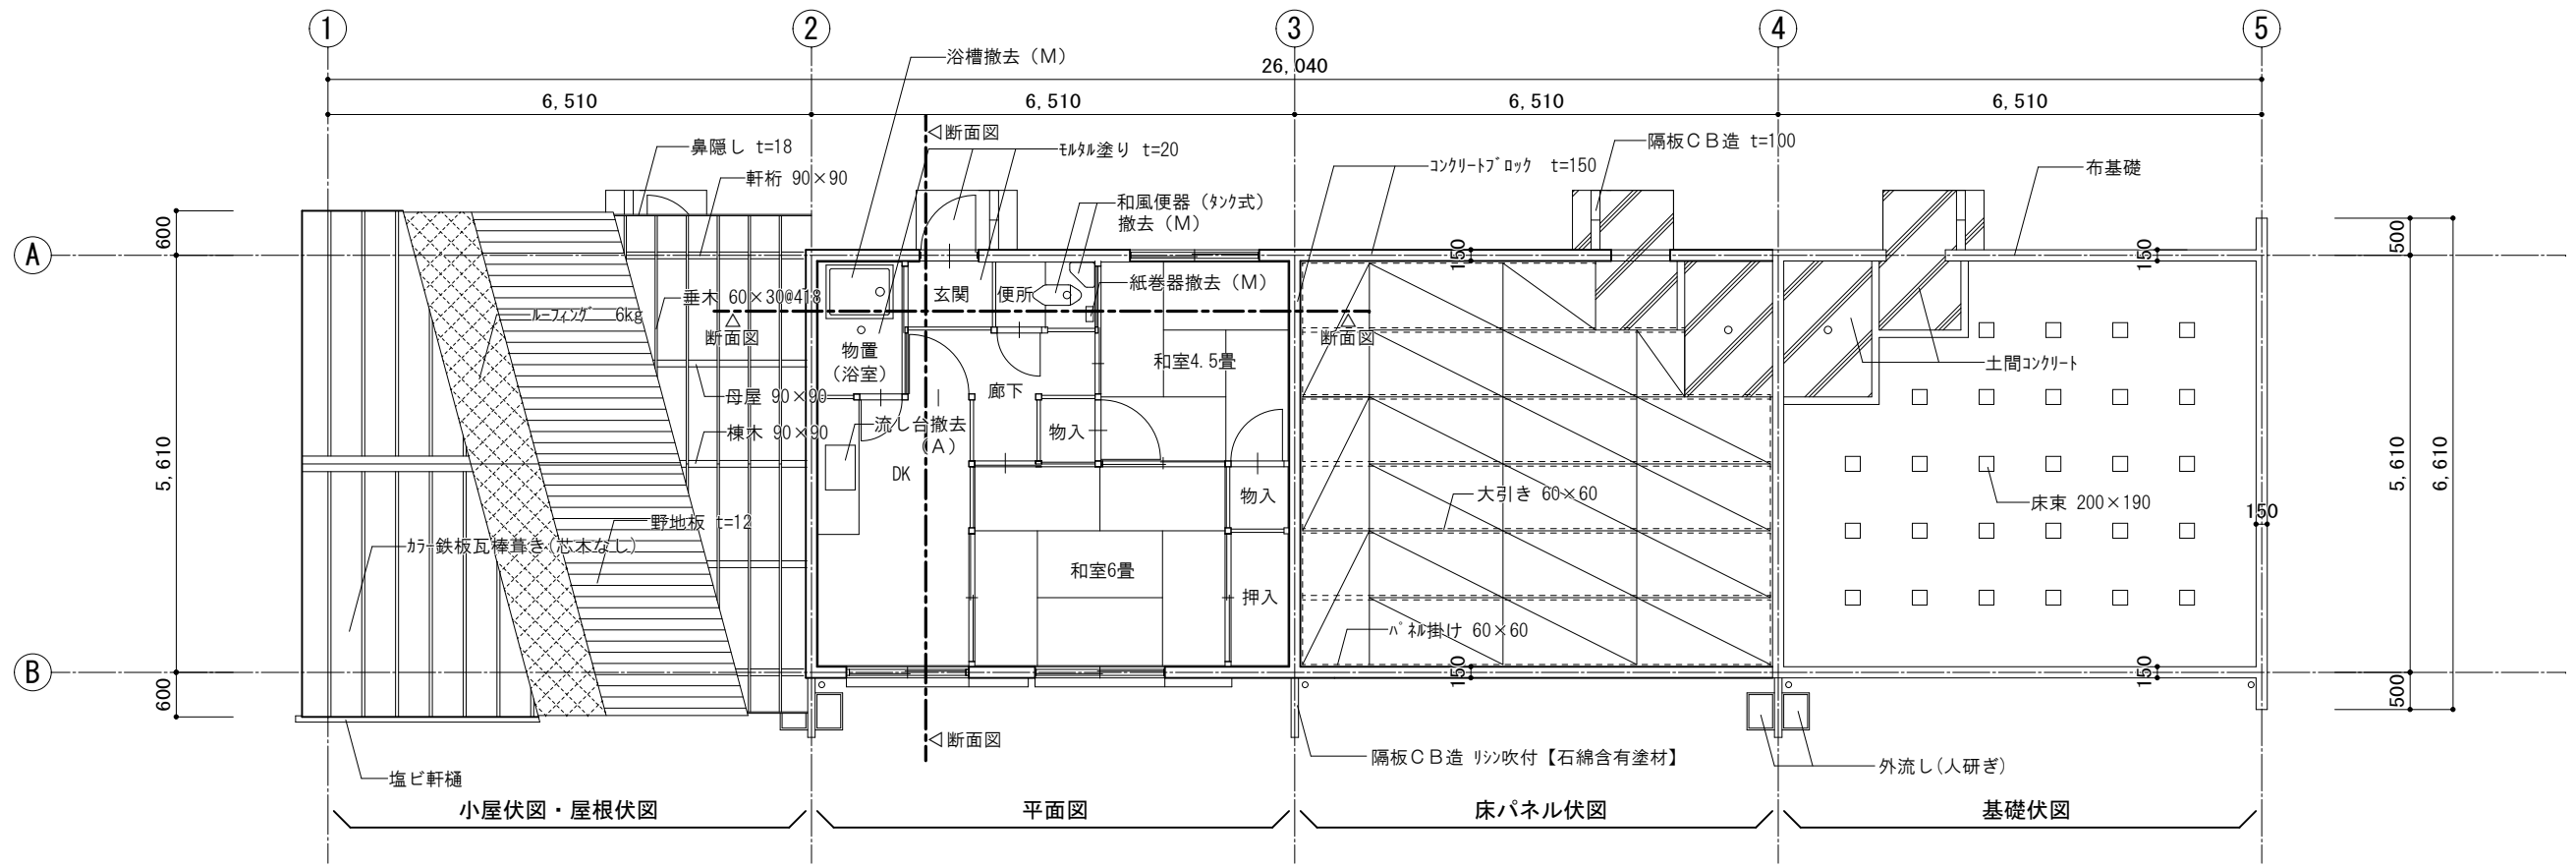 ① ② ③ ④ ⑤
26,040
6,510 6,510 6,510 6,510
浴槽撤去（M）
◁断面図
鼻隠し t=18
モルタル塗り t=20
隔板CB造 t=100
コンクリートブロック t=150
布基礎
軒桁 90×90
和風便器（タンク式）
撤去（M）
600
500
Ⓐ
150
150
紙巻器撤去（M）
玄関
便所
垂木 60×30@418
ルーフィング 6kg
△
断面図
△
断面図
物置
（浴室）
和室4.5畳
土間コンクリート
廊下
母屋 90×90
流し台撤去
（A）
物入
棟木 90×90
DK
5,610
5,610
6,610
物入
大引き 60×60
床束 200×190
150
野地板 t=12
カラー鉄板瓦棒葺き(芯木なし)
和室6畳
押入
パネル掛け 60×60
Ⓑ
150
150
600
500
◁断面図
隔板CB造 リシン吹付【石綿含有塗材】
外流し(人研ぎ)
塩ビ軒樋
小屋伏図・屋根伏図
平面図
床パネル伏図
基礎伏図